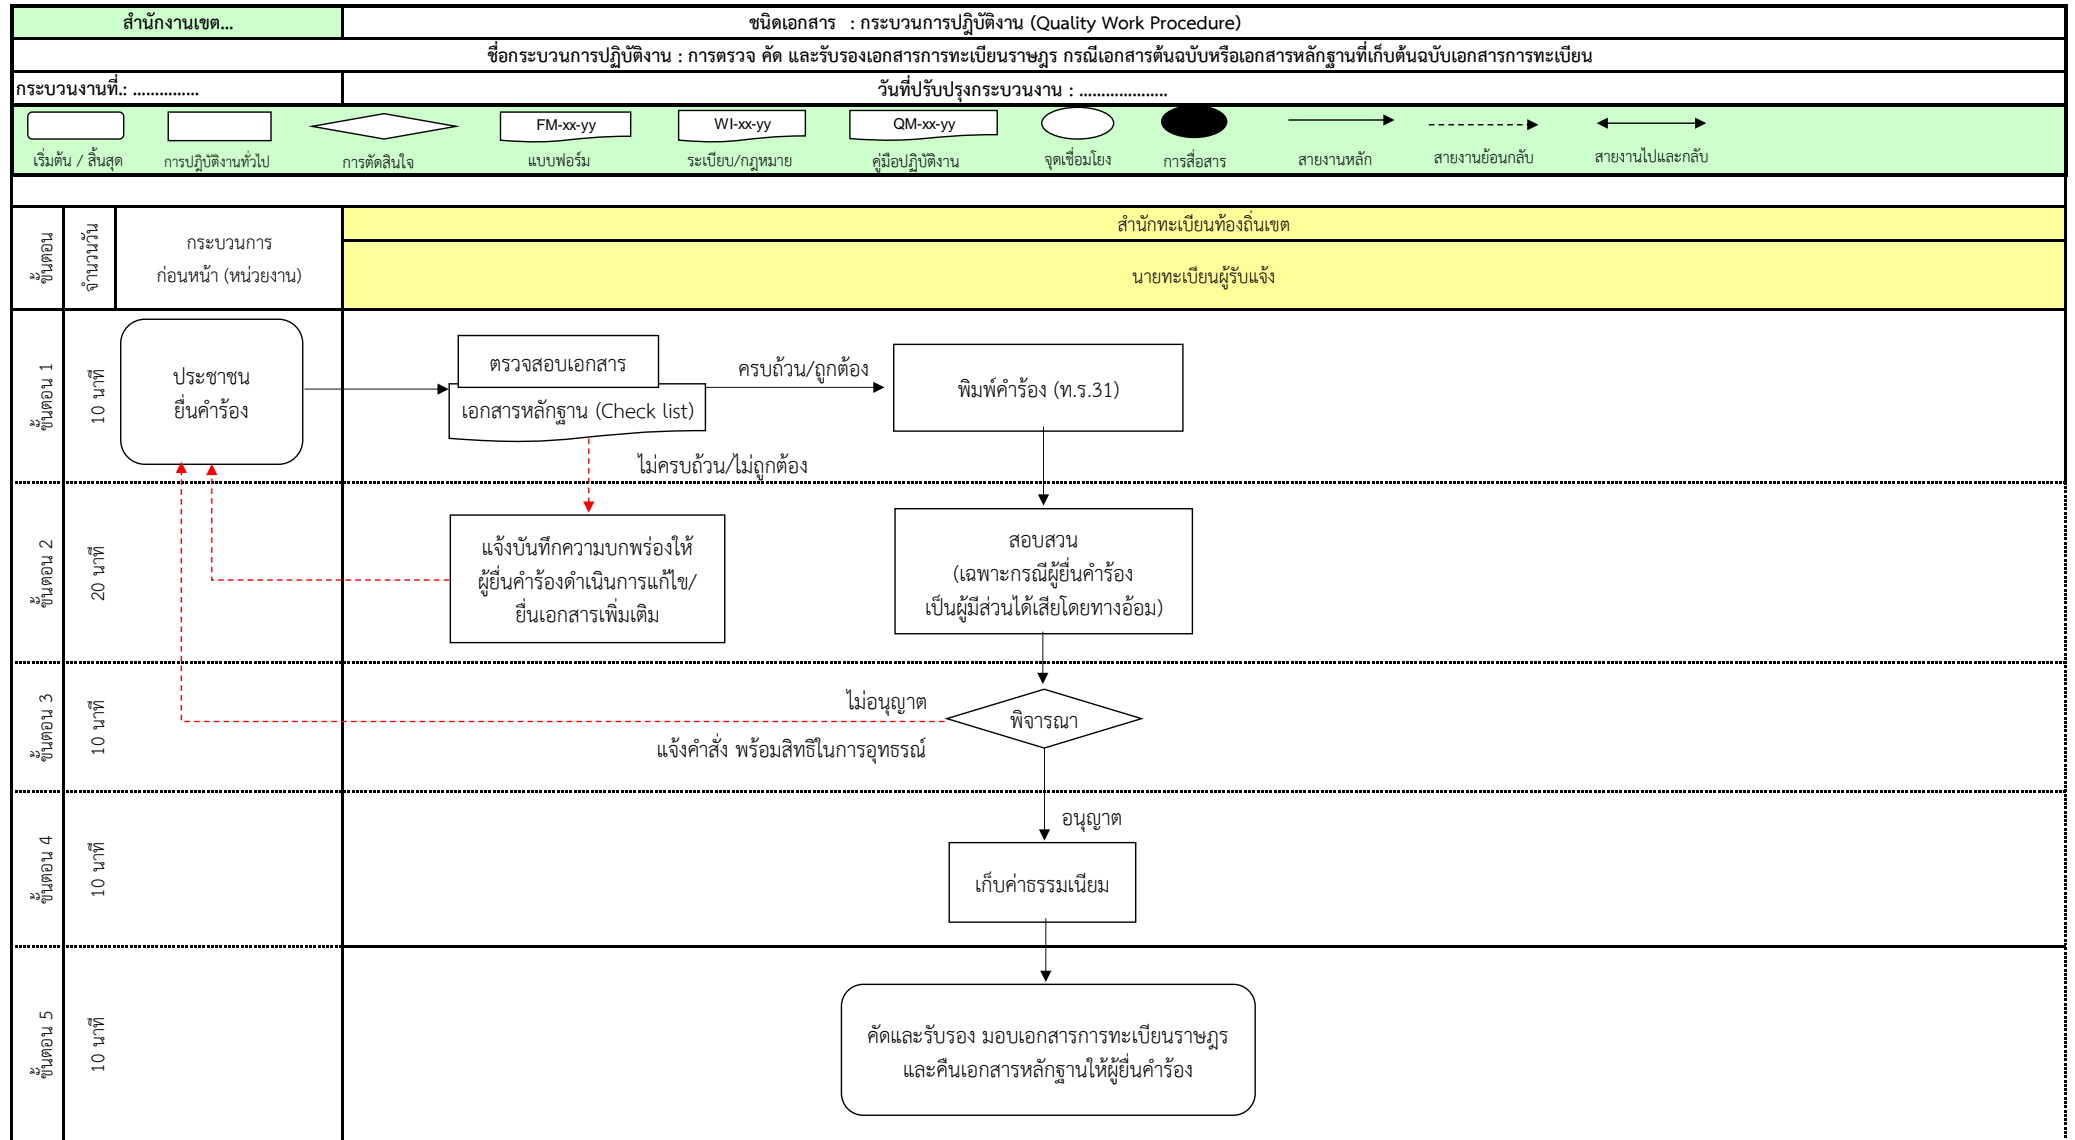 สำนักงานเขต...
ชนิดเอกสาร : กระบวนการปฎิบัติงาน (Quality Work Procedure)
ชื่อกระบวนการปฏิบัติงาน : การตรวจ คัด และรับรองเอกสารการทะเบียนราษฎร กรณีเอกสารต้นฉบับหรือเอกสารหลักฐานที่เก็บต้นฉบับเอกสารการทะเบียน
กระบวนงานที่.: ...............
วันที่ปรับปรุงกระบวนงาน : ....................
FM-xx-yy
WI-xx-yy
QM-xx-yy
เริ่มต้น / สิ้นสุด
การปฎิบัติงานทั่วไป
การตัดสินใจ
แบบฟอร์ม
ระเบียบ/กฎหมาย
คู่มือปฏิบัติงาน
จุดเชื่อมโยง
การสื่อสาร
สายงานหลัก
สายงานย้อนกลับ
สายงานไปและกลับ
ขั้นตอน
จำนวนวัน
กระบวนการ
ก่อนหน้า (หน่วยงาน)
สำนักทะเบียนท้องถิ่นเขต
นายทะเบียนผู้รับแจ้ง
ขั้นตอน 1
10 นาที
ประชาชน
ยื่นคำร้อง
ตรวจสอบเอกสาร
เอกสารหลักฐาน (Check list)
ครบถ้วน/ถูกต้อง
พิมพ์คำร้อง (ท.ร.31)
ไม่ครบถ้วน/ไม่ถูกต้อง
ขั้นตอน 2
20 นาที
แจ้งบันทึกความบกพร่องให้
ผู้ยื่นคำร้องดำเนินการแก้ไข/
ยื่นเอกสารเพิ่มเติม
สอบสวน
(เฉพาะกรณีผู้ยื่นคำร้อง
เป็นผู้มีส่วนได้เสียโดยทางอ้อม)
ขั้นตอน 3
10 นาที
ไม่อนุญาต
พิจารณา
แจ้งคำสั่ง พร้อมสิทธิในการอุทธรณ์
อนุญาต
ขั้นตอน 4
10 นาที
เก็บค่าธรรมเนียม
ขั้นตอน 5
10 นาที
คัดและรับรอง มอบเอกสารการทะเบียนราษฎร
และคืนเอกสารหลักฐานให้ผู้ยื่นคำร้อง